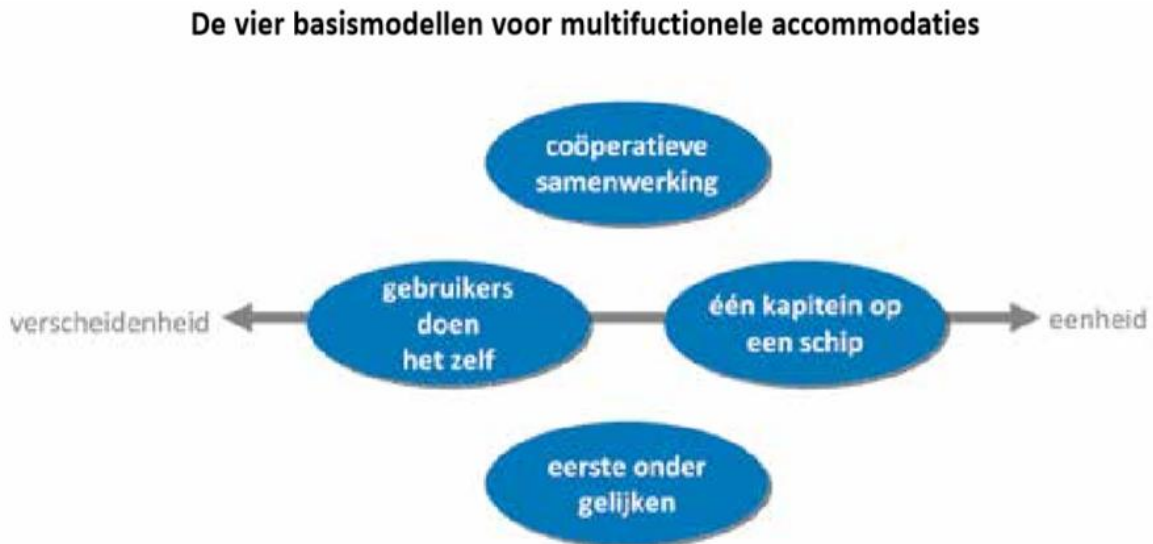 De vier basismodellen voor multifuctionele accommodaties
coöperatieve
samenwerking
verscheidenheid
gebruikers
doen
het zelf
één kapitein op
een schip
eenheid
eerste onder
gelijken